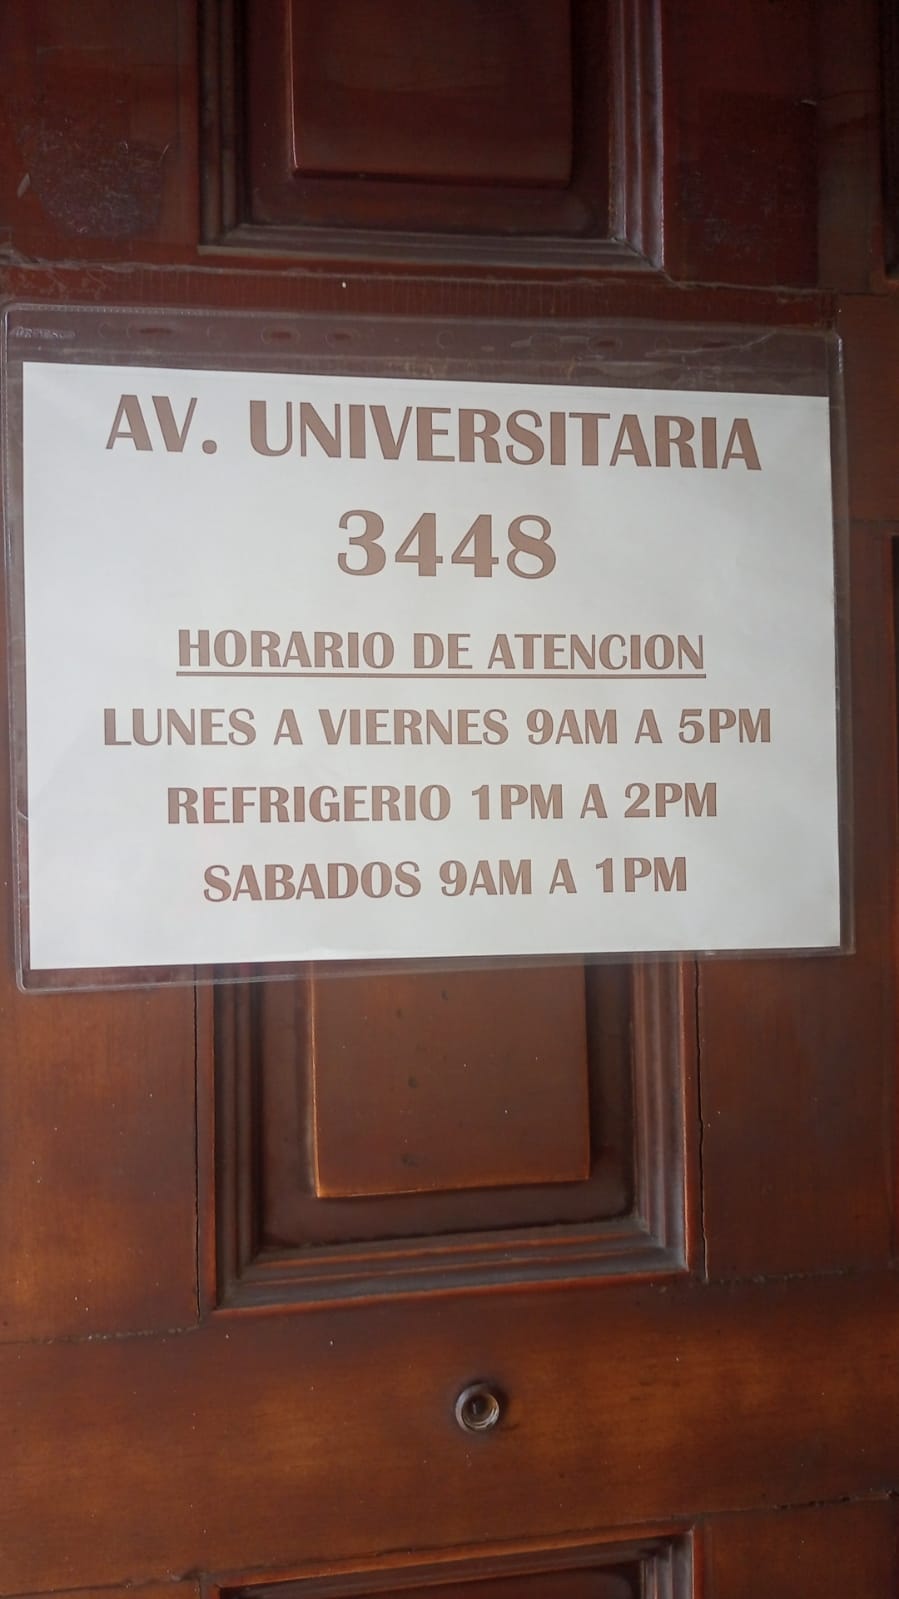 AV. UNIVERSITARIA
3448
HORARIO DE ATENCION
LUNES A VIERNES 9AM A 5PM
REFRIGERIO 1PM A 2PM
SABADOS 9AM A 1PM